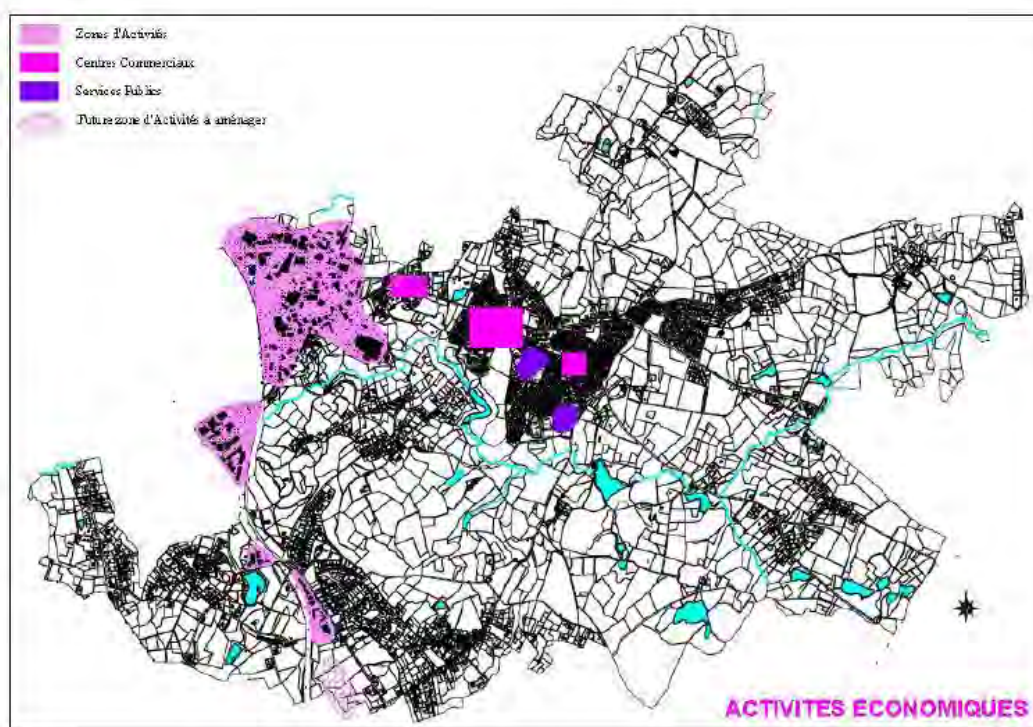 Zones d'Activités
Centres Commerciaux
Services Publics
Future zone d'Activités à aménager
ACTIVITES ECONOMIQUES